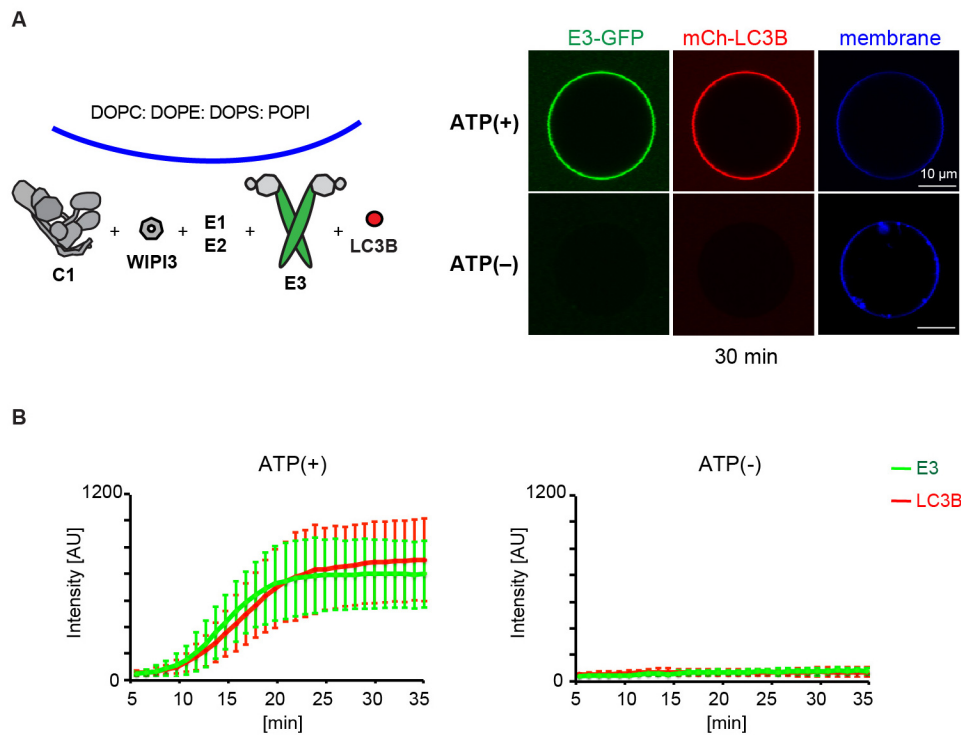 A
DOPC: DOPE: DOPS: POPI
C1
+
WIPI3
+
E1
E2
+
E3
+
LC3B
E3-GFP mCh-LC3B membrane
ATP(+)
10 µm
ATP(–)
30 min
B
ATP(+)
1200
Intensity [AU]
0
5 10 15 20 25 30 35
[min]
ATP(-)
1200
Intensity [AU]
0
5 10 15 20 25 30 35
[min]
E3
LC3B